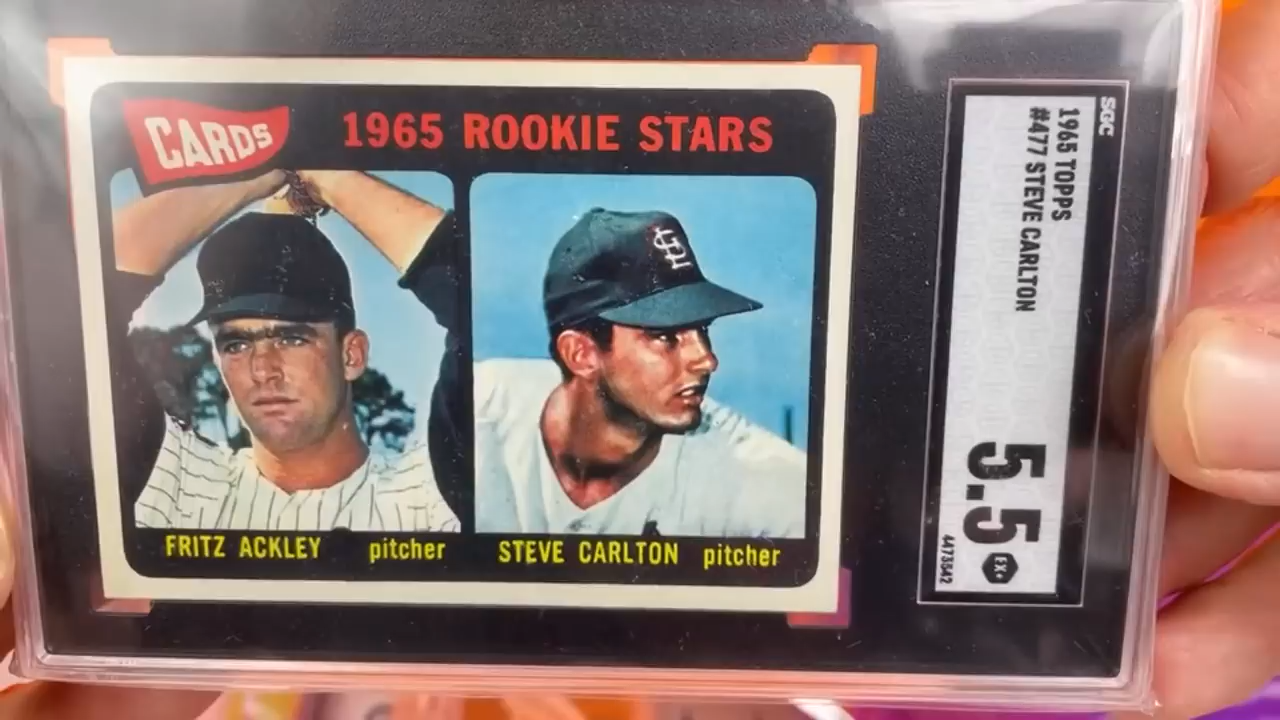 CARDS
1965 ROOKIE STARS
STL
FRITZ ACKLEY pitcher
STEVE CARLTON pitcher
SGC
1965 TOPPS
#477 STEVE CARLTON
5.5
EX+
4473542